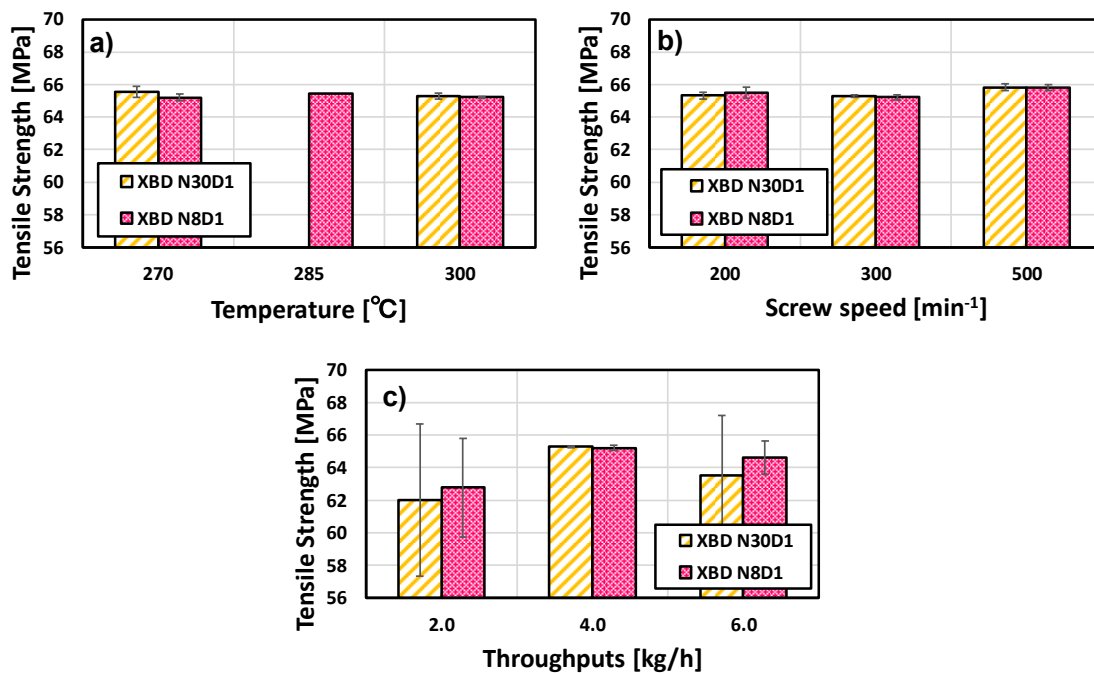 a)
Tensile Strength [MPa]
70
68
66
64
62
60
58
56
XBD N30D1
XBD N8D1
270 285 300
Temperature [℃]
b)
Tensile Strength [MPa]
70
68
66
64
62
60
58
56
XBD N30D1
XBD N8D1
200 300 500
Screw speed [min⁻¹]
c)
Tensile Strength [MPa]
70
68
66
64
62
60
58
56
XBD N30D1
XBD N8D1
2.0 4.0 6.0
Throughputs [kg/h]